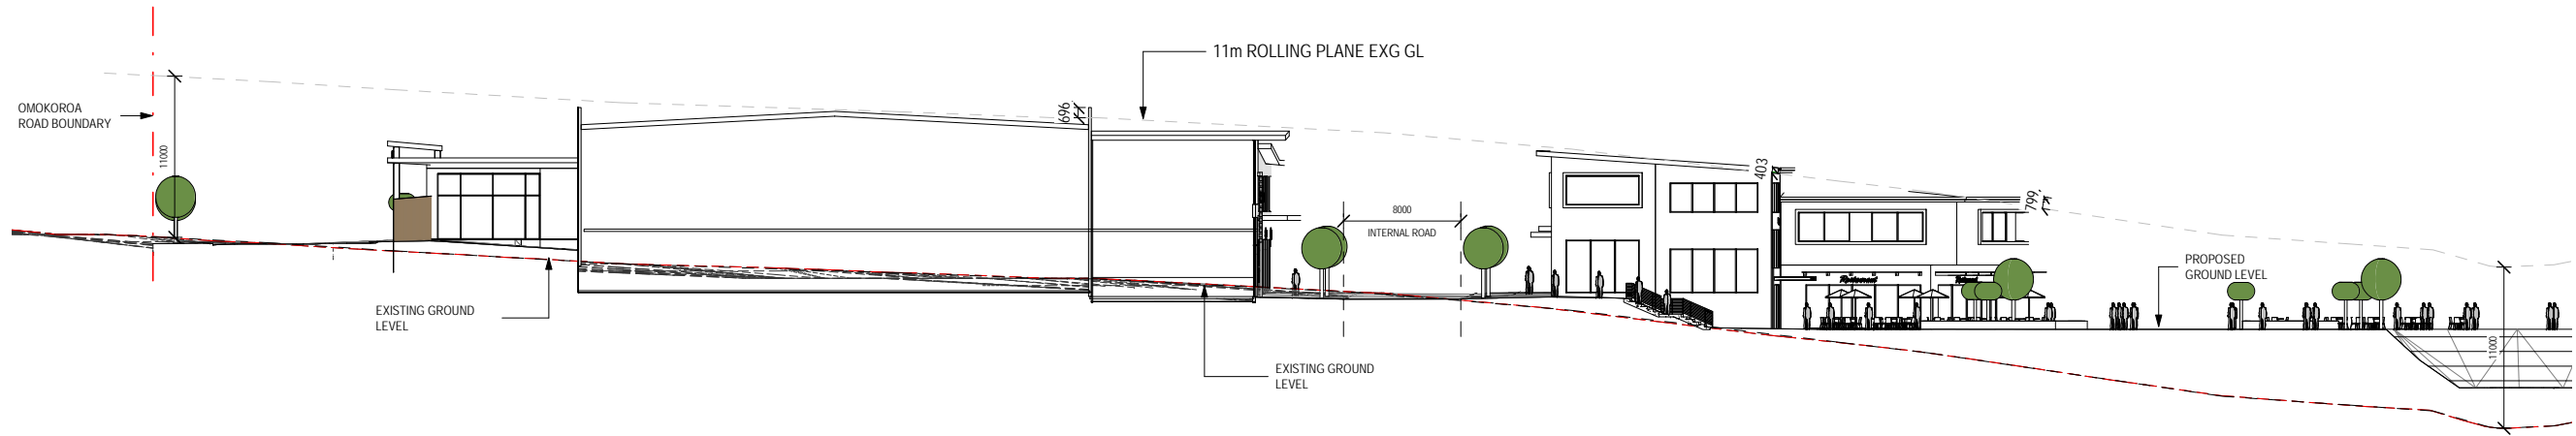 11m ROLLING PLANE EXG GL
OMOKOROA
ROAD BOUNDARY
11000
696
403
799
8000
INTERNAL ROAD
EXISTING GROUND
LEVEL
EXISTING GROUND
LEVEL
PROPOSED
GROUND LEVEL
Restaurant
11000